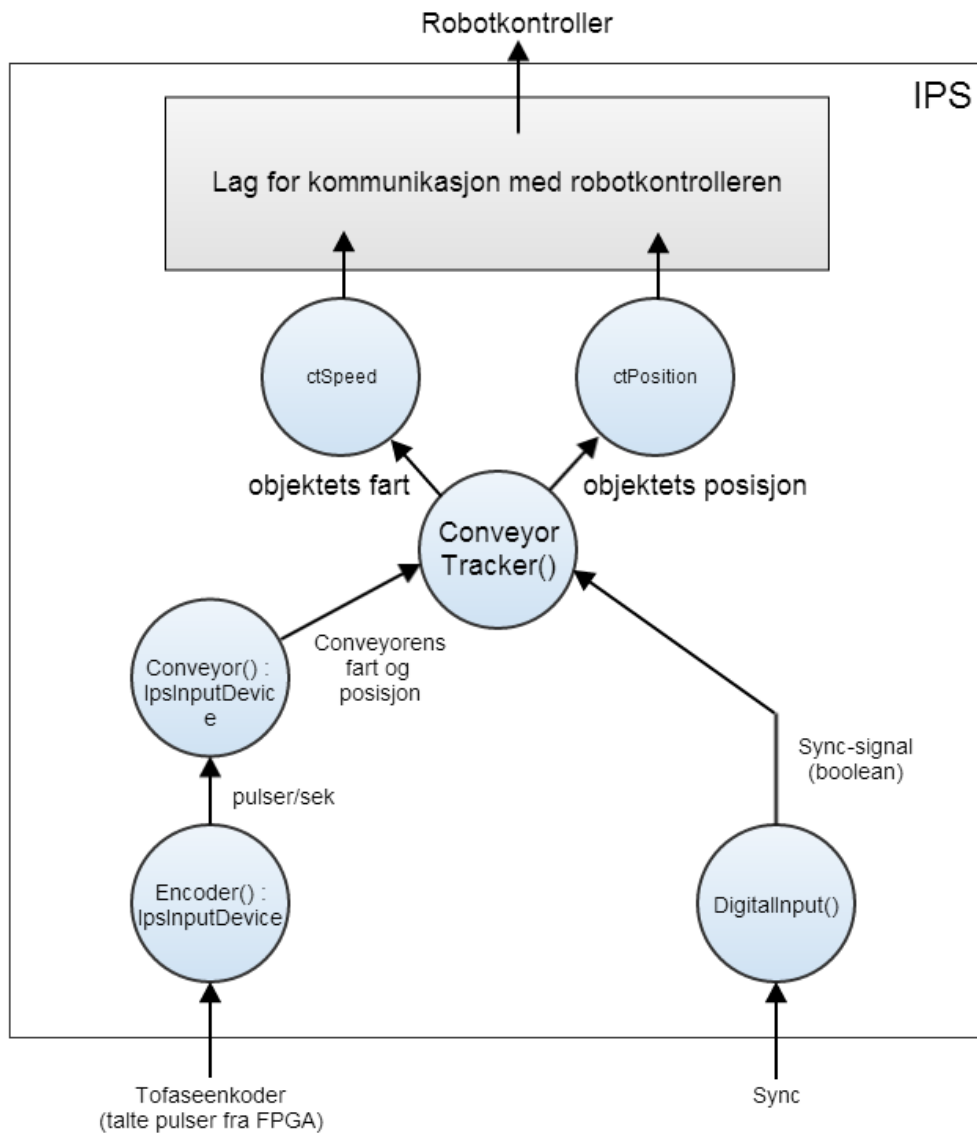 Robotkontroller
IPS
Lag for kommunikasjon med robotkontrolleren
ctSpeed
ctPosition
objektets fart
objektets posisjon
Conveyor
Tracker()
Conveyorens
fart og
posisjon
Conveyor() :
IpsInputDevic
e
Sync-signal
(boolean)
pulser/sek
Encoder() :
IpsInputDevice
DigitalInput()
Tofaseenkoder
(talte pulser fra FPGA)
Sync